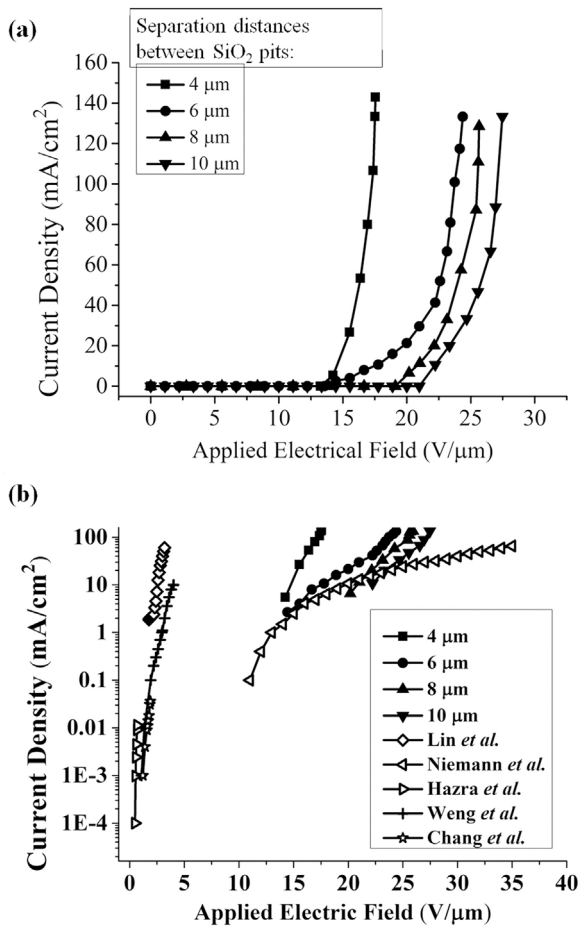 (a)
Separation distances
between SiO₂ pits:
4 μm
6 μm
8 μm
10 μm
160
140
120
100
80
60
40
20
0
Current Density (mA/cm²)
0 5 10 15 20 25 30
Applied Electrical Field (V/μm)
(b)
100
10
1
0.1
0.01
1E-3
1E-4
Current Density (mA/cm²)
4 μm
6 μm
8 μm
10 μm
Lin et al.
Niemann et al.
Hazra et al.
Weng et al.
Chang et al.
0 5 10 15 20 25 30 35 40
Applied Electric Field (V/μm)